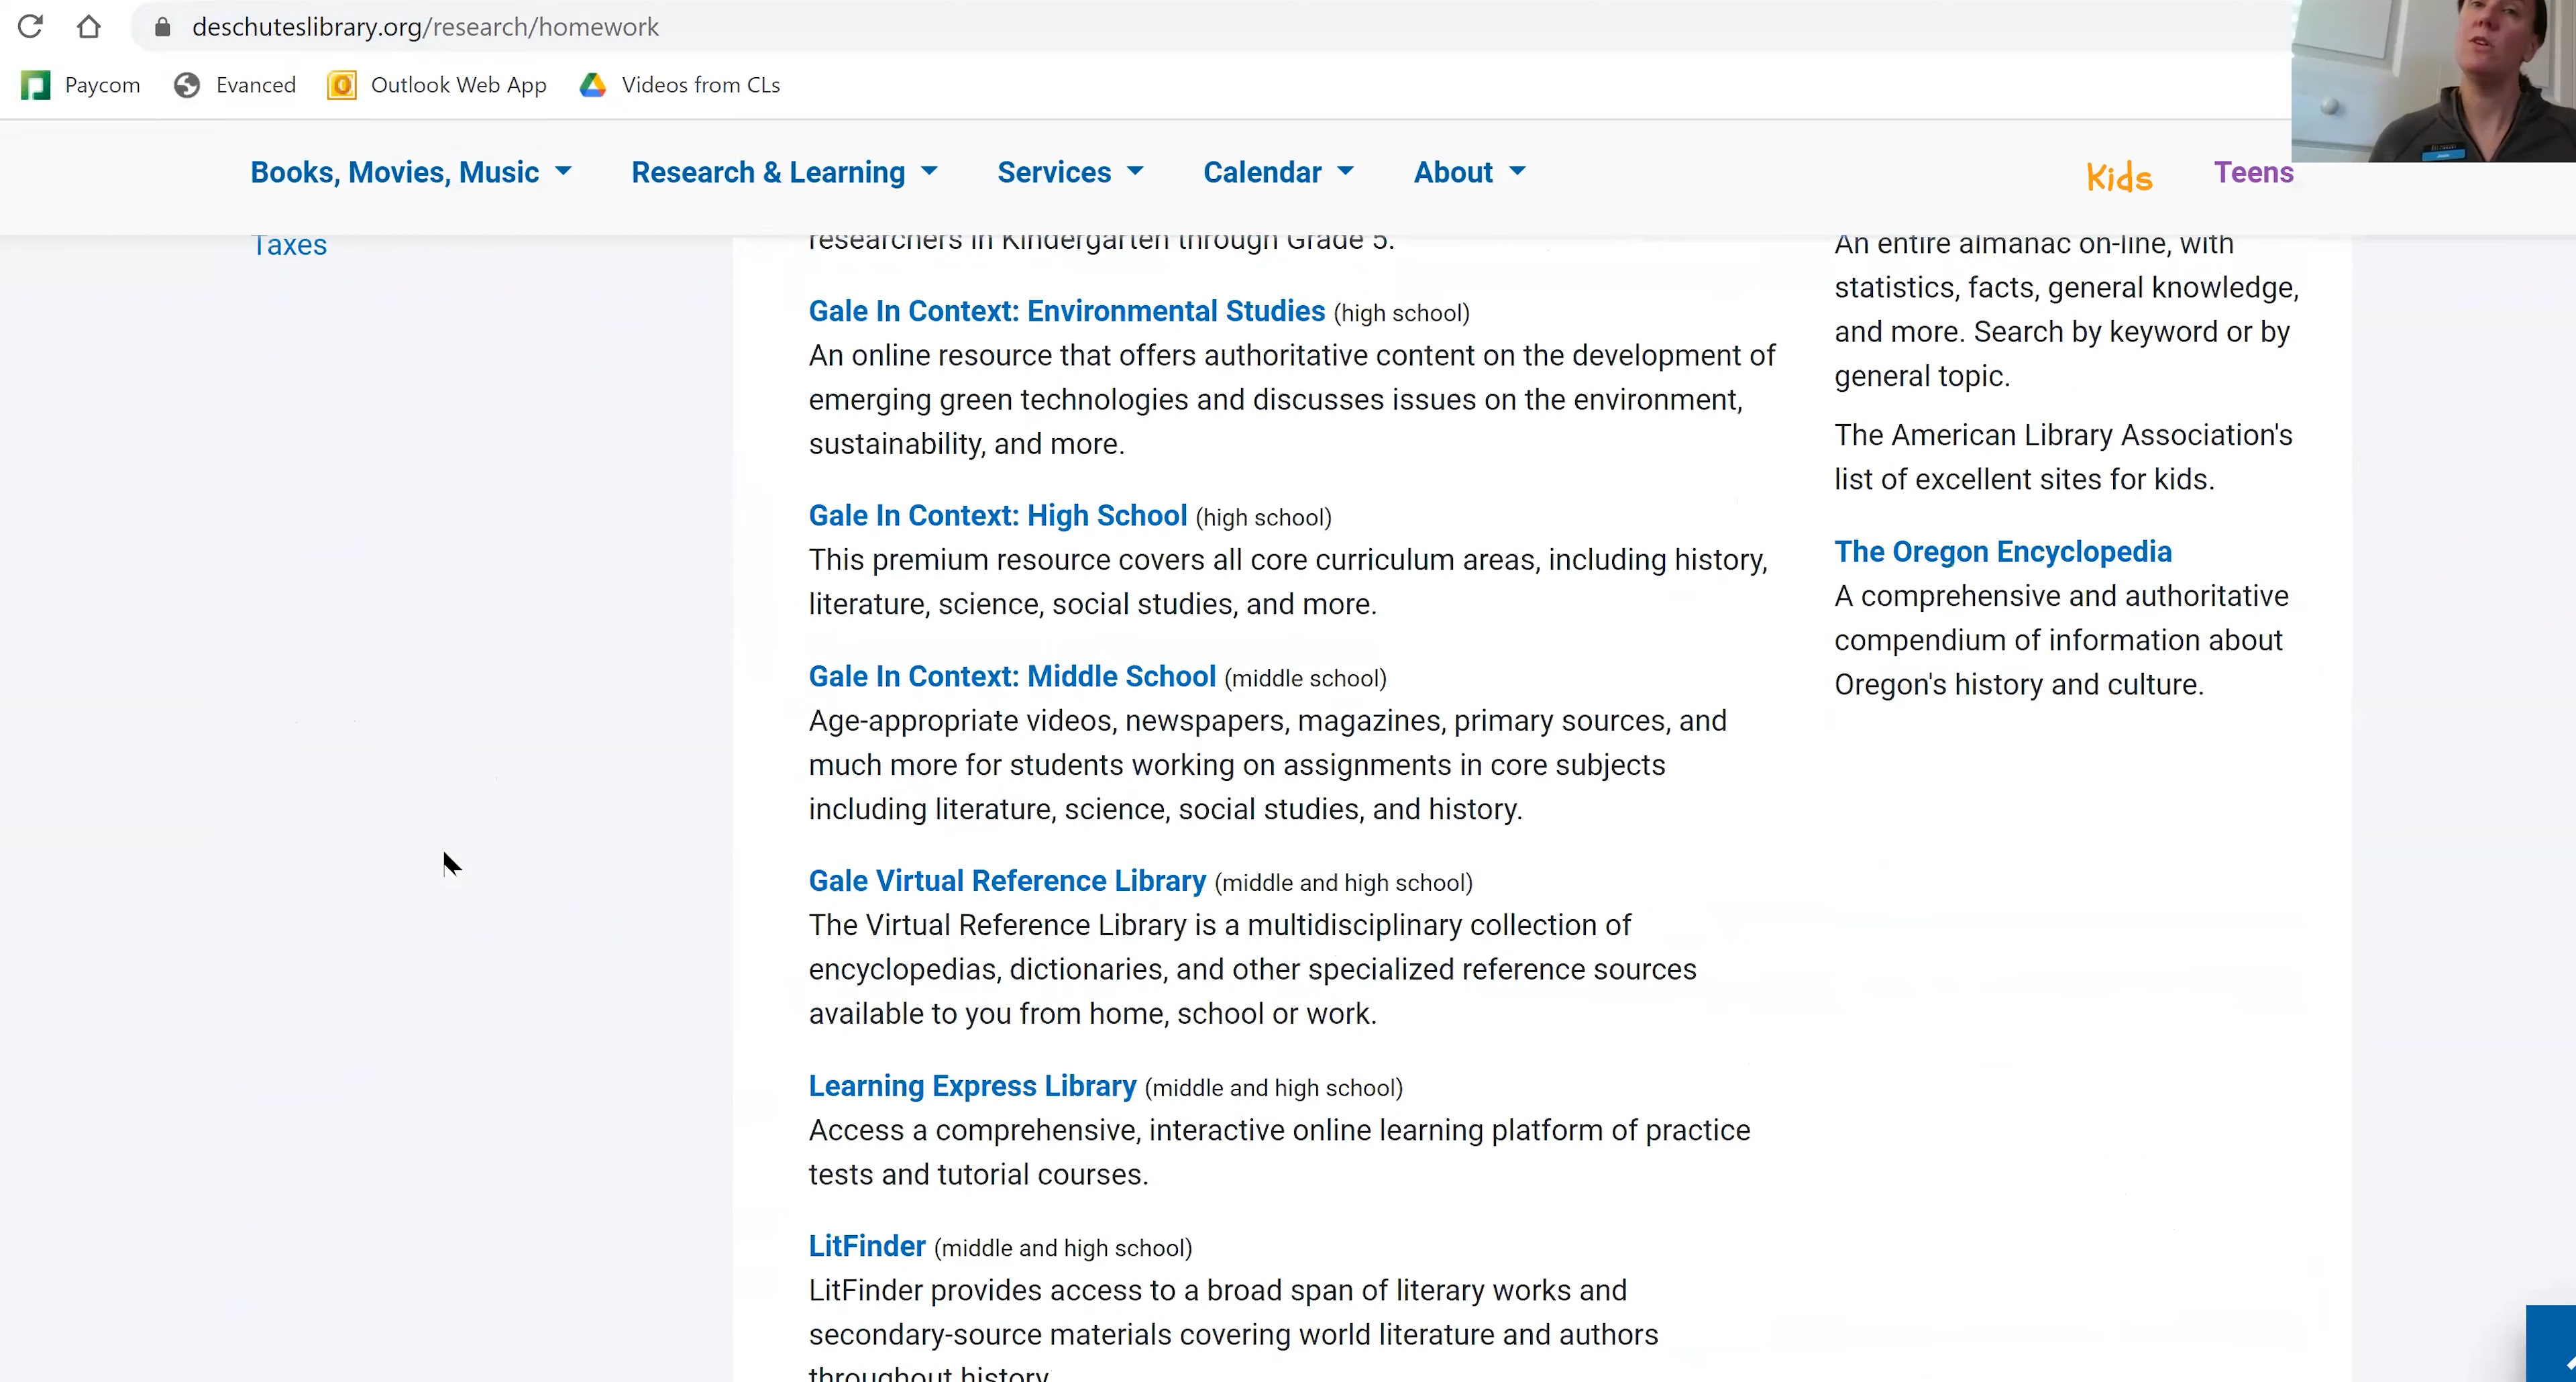 deschuteslibrary.org/research/homework
Paycom Evanced Outlook Web App Videos from CLs
Books, Movies, Music Research & Learning Services Calendar About Kids Teens
Taxes
researchers in Kindergarten through Grade 5.
Gale In Context: Environmental Studies (high school)
An online resource that offers authoritative content on the development of
emerging green technologies and discusses issues on the environment,
sustainability, and more.
Gale In Context: High School (high school)
This premium resource covers all core curriculum areas, including history,
literature, science, social studies, and more.
Gale In Context: Middle School (middle school)
Age-appropriate videos, newspapers, magazines, primary sources, and
much more for students working on assignments in core subjects
including literature, science, social studies, and history.
Gale Virtual Reference Library (middle and high school)
The Virtual Reference Library is a multidisciplinary collection of
encyclopedias, dictionaries, and other specialized reference sources
available to you from home, school or work.
Learning Express Library (middle and high school)
Access a comprehensive, interactive online learning platform of practice
tests and tutorial courses.
LitFinder (middle and high school)
LitFinder provides access to a broad span of literary works and
secondary-source materials covering world literature and authors
throughout history.
An entire almanac on-line, with
statistics, facts, general knowledge,
and more. Search by keyword or by
general topic.
The American Library Association's
list of excellent sites for kids.
The Oregon Encyclopedia
A comprehensive and authoritative
compendium of information about
Oregon's history and culture.